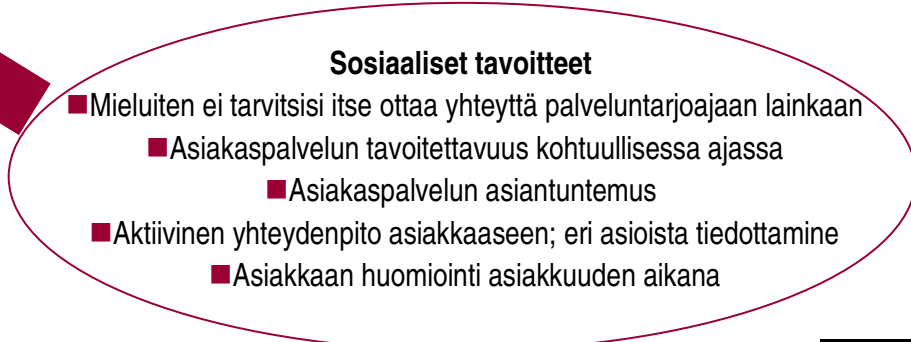 Sosiaaliset tavoitteet
■Mieluiten ei tarvitsisi itse ottaa yhteyttä palveluntarjoajaan lainkaan
■Asiakaspalvelun tavoitettavuus kohtuullisessa ajassa
■Asiakaspalvelun asiantuntemus
■Aktiivinen yhteydenpito asiakkaaseen; eri asioista tiedottamine
■Asiakkaan huomiointi asiakkuuden aikana